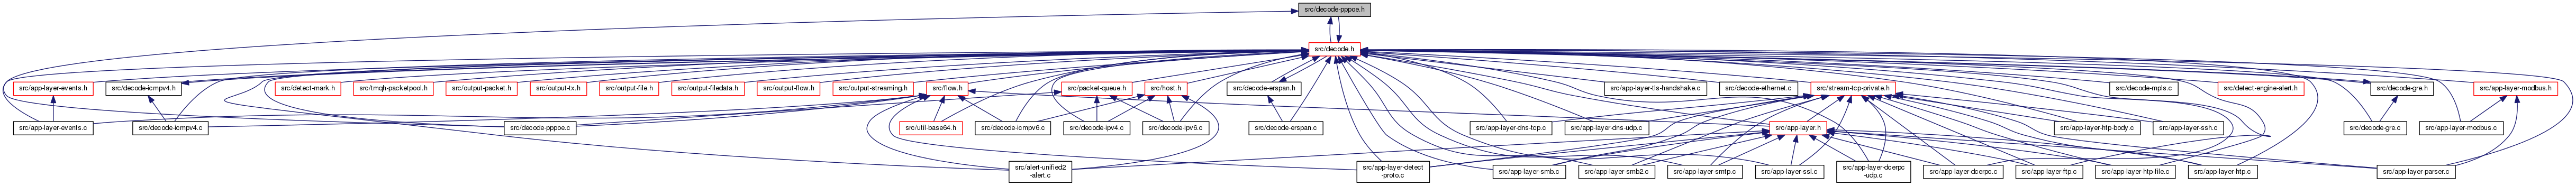 src/decode-pppoe.h
src/decode.h
src/app-layer-events.h
src/decode-icmpv4.h
src/detect-mark.h
src/tmqh-packetpool.h
src/output-packet.h
src/output-tx.h
src/output-file.h
src/output-filedata.h
src/output-flow.h
src/output-streaming.h
src/flow.h
src/packet-queue.h
src/host.h
src/decode-erspan.h
src/app-layer-tls-handshake.c
src/decode-ethernet.c
src/stream-tcp-private.h
src/decode-mpls.c
src/detect-engine-alert.h
src/decode-gre.h
src/app-layer-modbus.h
src/app-layer-events.c
src/decode-icmpv4.c
src/decode-pppoe.c
src/util-base64.h
src/decode-icmpv6.c
src/decode-ipv4.c
src/decode-ipv6.c
src/decode-erspan.c
src/app-layer-dns-tcp.c
src/app-layer-dns-udp.c
src/app-layer.h
src/app-layer-htp-body.c
src/app-layer-ssh.c
src/decode-gre.c
src/app-layer-modbus.c
src/alert-unified2
-alert.c
src/app-layer-detect
-proto.c
src/app-layer-smb.c
src/app-layer-smb2.c
src/app-layer-smtp.c
src/app-layer-ssl.c
src/app-layer-dcerpc
-udp.c
src/app-layer-dcerpc.c
src/app-layer-ftp.c
src/app-layer-htp-file.c
src/app-layer-htp.c
src/app-layer-parser.c